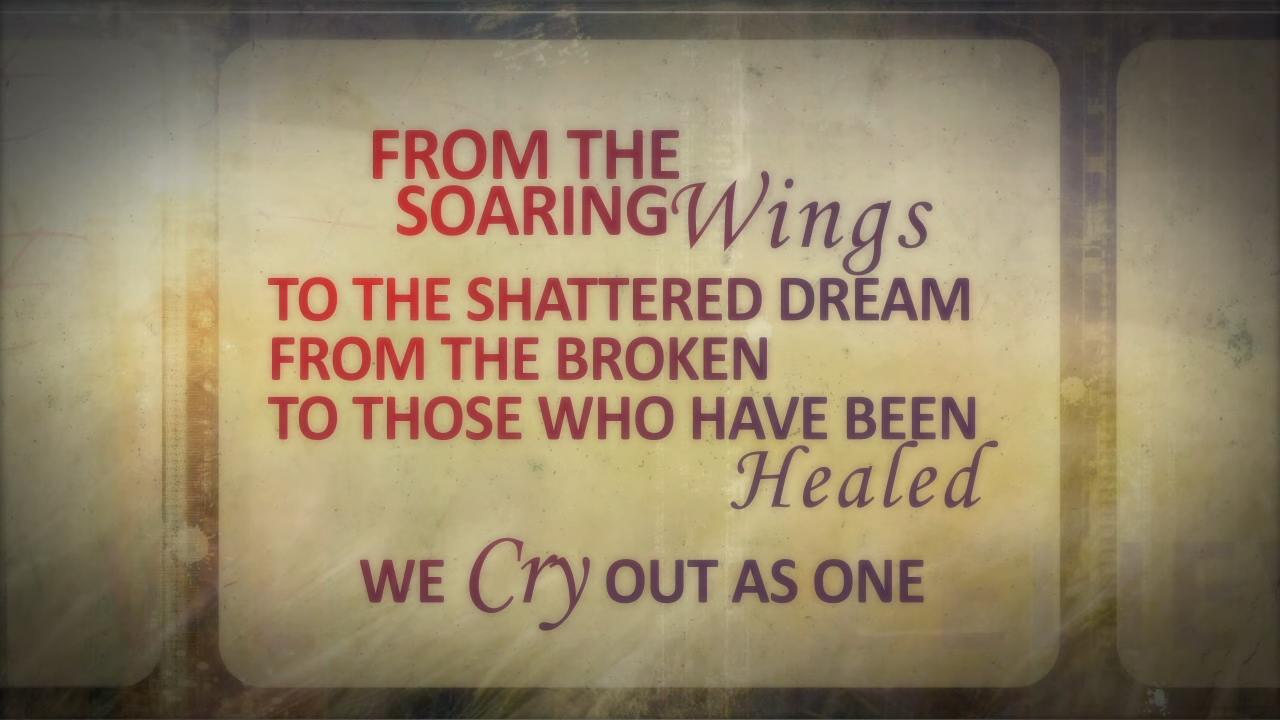 FROM THE
SOARING Wings
TO THE SHATTERED DREAM
FROM THE BROKEN
TO THOSE WHO HAVE BEEN
Healed
WE Cry OUT AS ONE